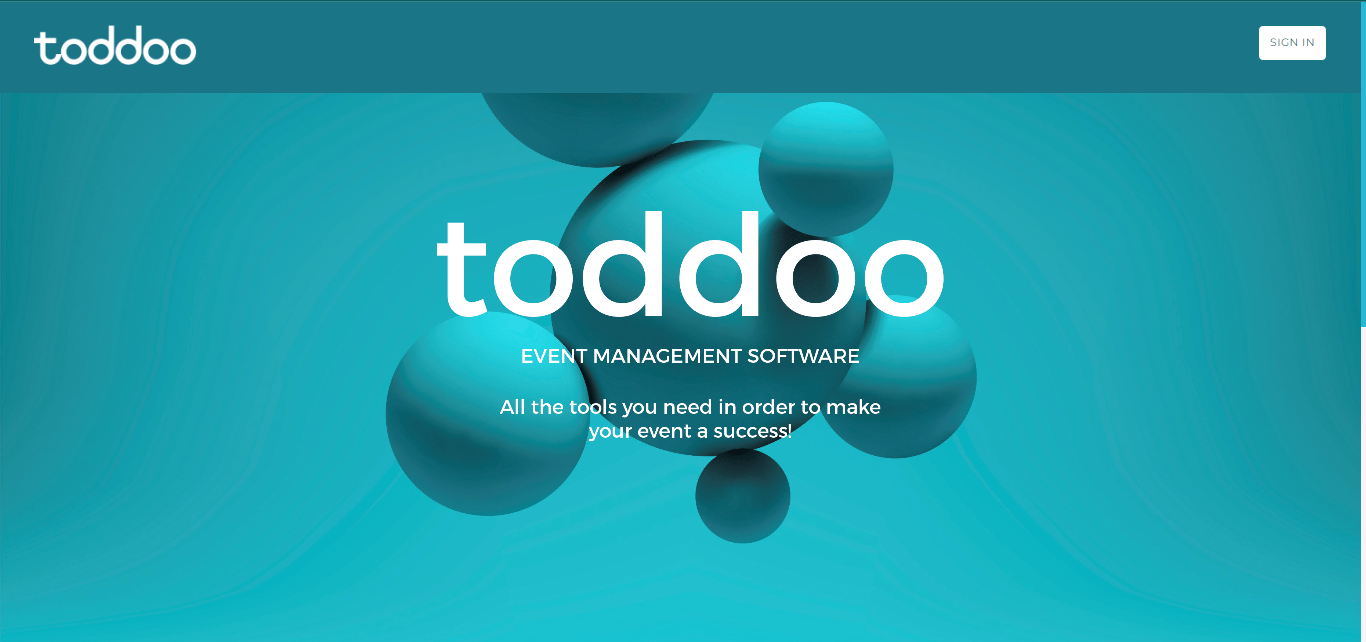 toddoo
SIGN IN
toddoo
EVENT MANAGEMENT SOFTWARE
All the tools you need in order to make
your event a success!